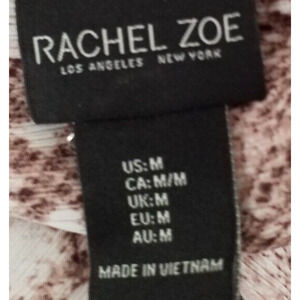 RACHEL ZOE
LOS ANGELES NEW YORK
US: M
CA: M/M
UK: M
EU: M
AU: M
MADE IN VIETNAM